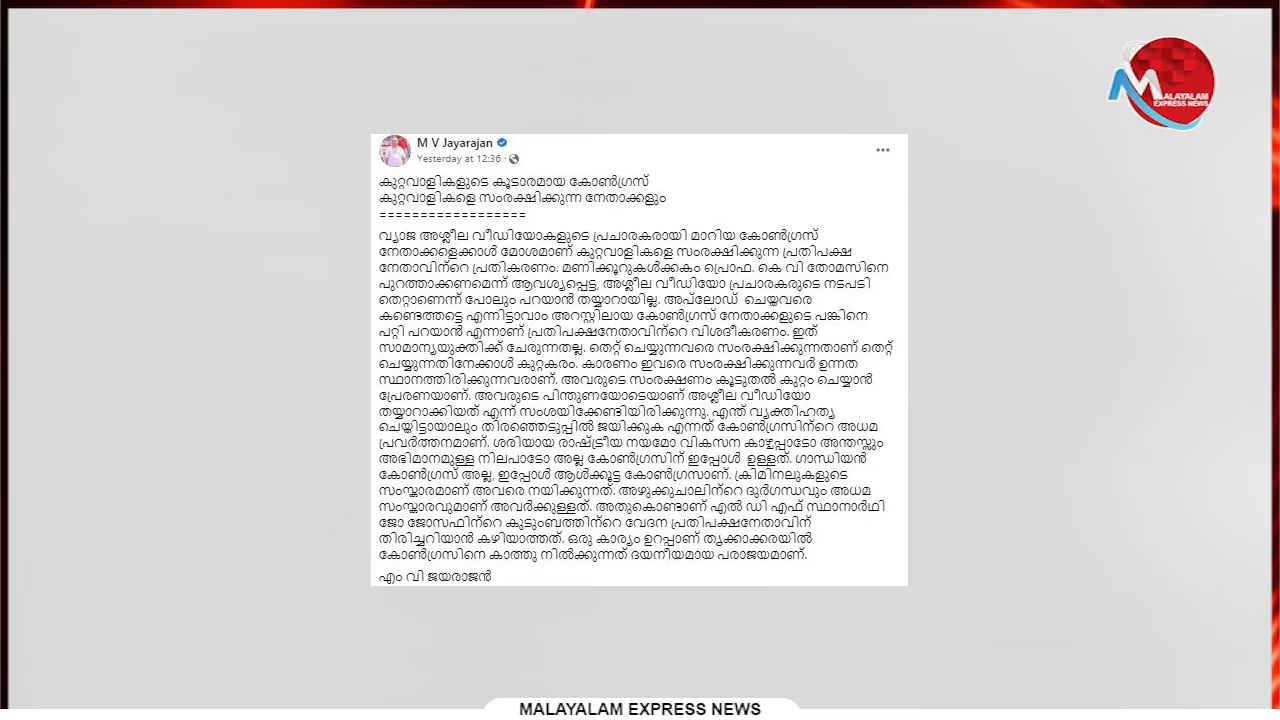 MALAYALAM
EXPRESS NEWS
M V Jayarajan
Yesterday at 12:36 ·
കുറ്റവാളികളുടെ കൂടാരമായ കോൺഗ്രസ്
കുറ്റവാളികളെ സംരക്ഷിക്കുന്ന നേതാക്കളും
==================
വ്യാജ അശ്ലീല വീഡിയോകളുടെ പ്രചാരകരായി മാറിയ കോൺഗ്രസ്
നേതാക്കളെക്കാൾ മോശമാണ് കുറ്റവാളികളെ സംരക്ഷിക്കുന്ന പ്രതിപക്ഷ
നേതാവിന്റെ പ്രതികരണം. മണിക്കൂറുകൾക്കകം പ്രൊഫ. കെ വി തോമസിനെ
പുറത്താക്കണമെന്ന് ആവശ്യപ്പെട്ട, അശ്ലീല വീഡിയോ പ്രചാരകരുടെ നടപടി
തെറ്റാണെന്ന് പോലും പറയാൻ തയ്യാറായില്ല. അപ്‌ലോഡ് ചെയ്തവരെ
കണ്ടെത്തട്ടെ എന്നിട്ടാവാം അറസ്റ്റിലായ കോൺഗ്രസ് നേതാക്കളുടെ പങ്കിനെ
പറ്റി പറയാൻ എന്നാണ് പ്രതിപക്ഷനേതാവിന്റെ വിശദീകരണം. ഇത്
സാമാന്യയുക്തിക്ക് ചേരുന്നതല്ല. തെറ്റ് ചെയ്യുന്നവരെ സംരക്ഷിക്കുന്നതാണ് തെറ്റ്
ചെയ്യുന്നതിനേക്കാൾ കുറ്റകരം. കാരണം ഇവരെ സംരക്ഷിക്കുന്നവർ ഉന്നത
സ്ഥാനത്തിരിക്കുന്നവരാണ്. അവരുടെ സംരക്ഷണം കൂടുതൽ കുറ്റം ചെയ്യാൻ
പ്രേരണയാണ്. അവരുടെ പിന്തുണയോടെയാണ് അശ്ലീല വീഡിയോ
തയ്യാറാക്കിയത് എന്ന് സംശയിക്കേണ്ടിയിരിക്കുന്നു. എന്ത് വ്യക്തിഹത്യ
ചെയ്തിട്ടായാലും തിരഞ്ഞെടുപ്പിൽ ജയിക്കുക എന്നത് കോൺഗ്രസിന്റെ അധമ
പ്രവർത്തനമാണ്. ശരിയായ രാഷ്ട്രീയ നയമോ വികസന കാഴ്ചപ്പാടോ അന്തസ്സും
അഭിമാനമുള്ള നിലപാടോ അല്ല കോൺഗ്രസിന് ഇപ്പോൾ ഉള്ളത്. ഗാന്ധിയൻ
കോൺഗ്രസ് അല്ല, ഇപ്പോൾ ആൾക്കൂട്ട കോൺഗ്രസാണ്. ക്രിമിനലുകളുടെ
സംസ്കാരമാണ് അവരെ നയിക്കുന്നത്. അഴുക്കുചാലിന്റെ ദുർഗന്ധവും അധമ
സംസ്കാരവുമാണ് അവർക്കുള്ളത്. അതുകൊണ്ടാണ് എൽ ഡി എഫ് സ്ഥാനാർഥി
ജോ ജോസഫിന്റെ കുടുംബത്തിന്റെ വേദന പ്രതിപക്ഷനേതാവിന്
തിരിച്ചറിയാൻ കഴിയാത്തത്. ഒരു കാര്യം ഉറപ്പാണ് തൃക്കാക്കരയിൽ
കോൺഗ്രസിനെ കാത്തു നിൽക്കുന്നത് ദയനീയമായ പരാജയമാണ്.
എം വി ജയരാജൻ
MALAYALAM EXPRESS NEWS